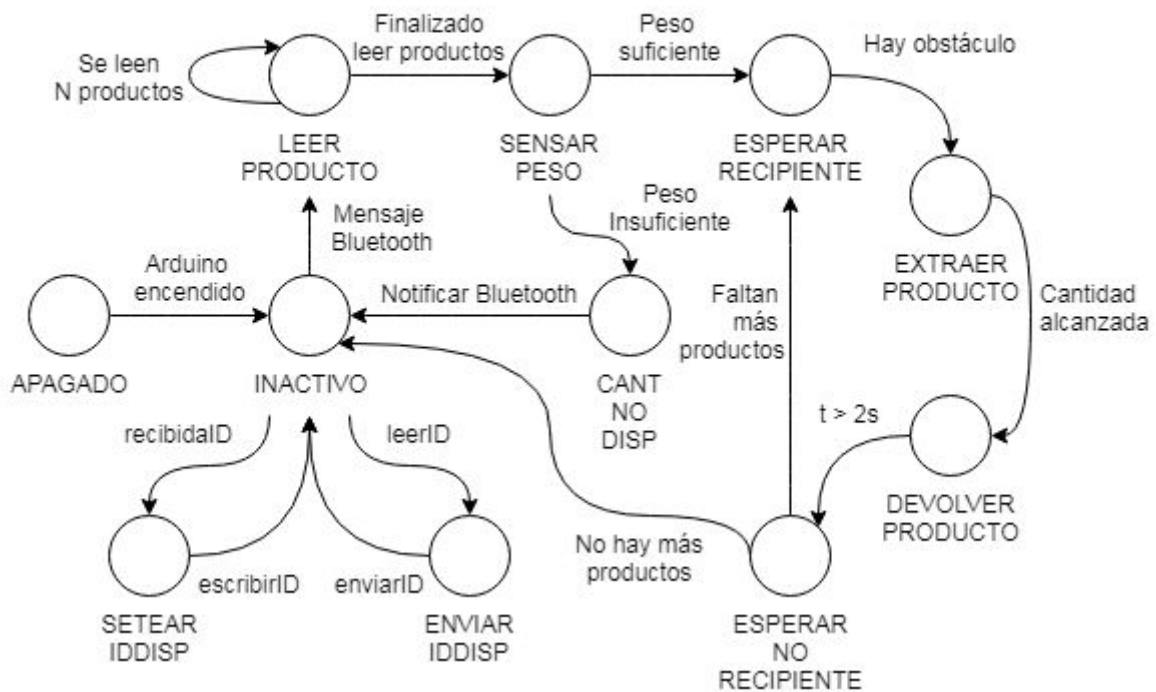 Finalizado
leer productos
Peso
suficiente
Hay obstáculo
Se leen
N productos
LEER
PRODUCTO
SENSAR
PESO
ESPERAR
RECIPIENTE
Mensaje
Bluetooth
Peso
Insuficiente
EXTRAER
PRODUCTO
Arduino
encendido
Notificar Bluetooth
Faltan
más
productos
Cantidad
alcanzada
APAGADO
INACTIVO
CANT
NO
DISP
recibidaID
leerID
t > 2s
DEVOLVER
PRODUCTO
No hay más
productos
escribirID
enviarID
SETEAR
IDDISP
ENVIAR
IDDISP
ESPERAR
NO
RECIPIENTE